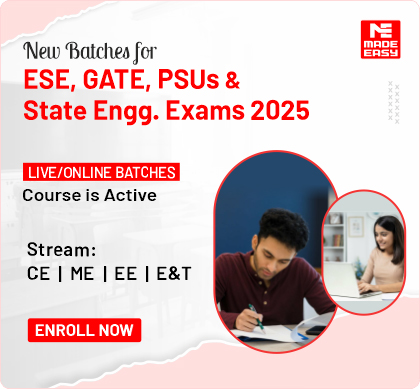 New Batches for
ESE, GATE, PSUs &
State Engg. Exams 2025
ME
MADE
EASY
LIVE/ONLINE BATCHES
Course is Active
Stream:
CE | ME | EE | E&T
ENROLL NOW